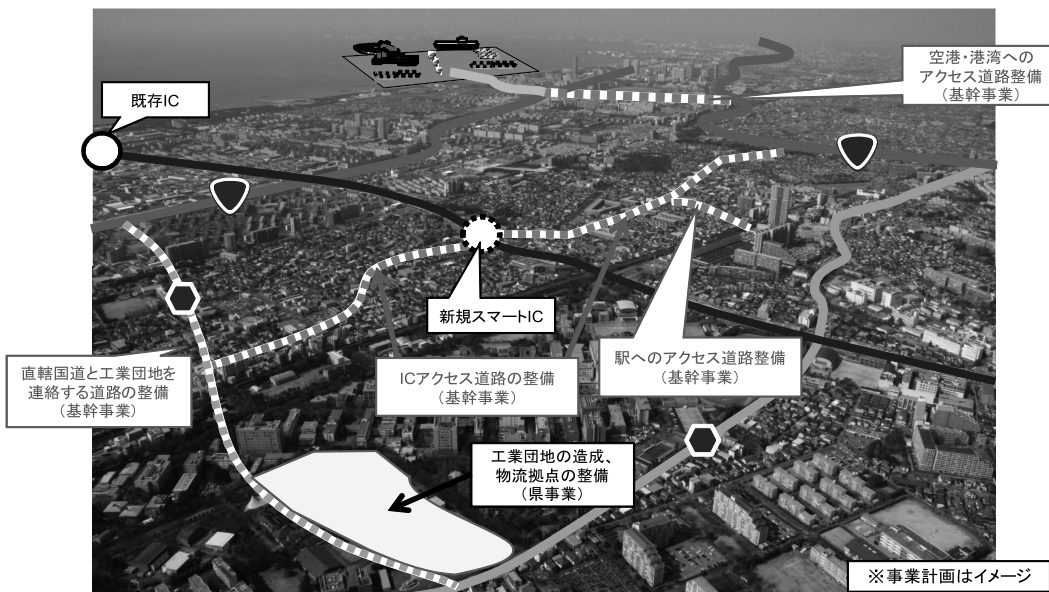 空港・港湾への
アクセス道路整備
(基幹事業)
既存IC
新規スマートIC
直轄国道と工業団地を
連絡する道路の整備
(基幹事業)
ICアクセス道路の整備
(基幹事業)
駅へのアクセス道路整備
(基幹事業)
工業団地の造成、
物流拠点の整備
(県事業)
※事業計画はイメージ